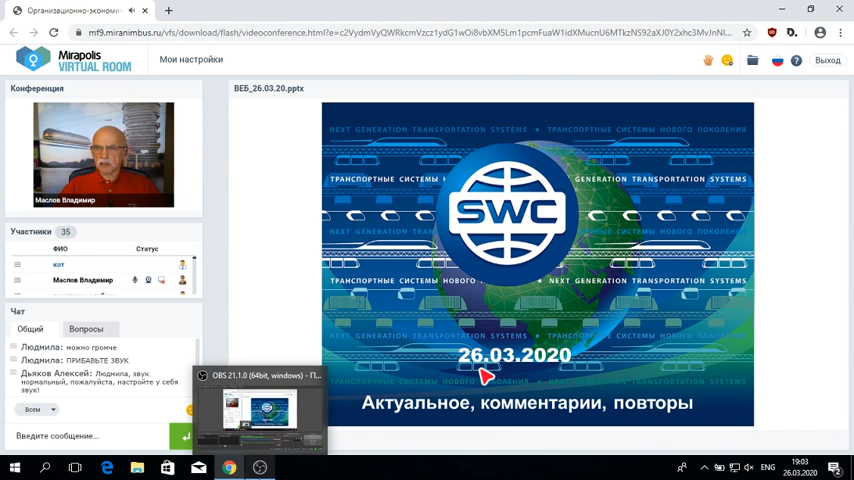 Организационно-экономи
mf9.miranimbus.ru/vfs/download/flash/videoconference.html?e=c2VydmVyQWRkcmVzcz1ydG1wOi8vbXM5Lm1pcmFuaW1idXMucnU6MTkzNS92aXJ0Y2xhc3MvJnNl...
Mirapolis
VIRTUAL ROOM
Мои настройки
Выход
Конференция
ВЕБ_26.03.20.pptx
Маслов Владимир
Участники 35
ФИО Статус
кот
Маслов Владимир
Чат
Общий Вопросы
Людмила: можно громче
Людмила: ПРИБАВЬТЕ ЗВУК
Дьяков Алексей: Людмила, звук
нормальный, пожалуйста, настройте у себя
звук!
Всем
Введите сообщение...
NEXT GENERATION TRANSPORTATION SYSTEMS • ТРАНСПОРТНЫЕ СИСТЕМЫ НОВОГО ПОКОЛЕНИЯ
ТРАНСПОРТНЫЕ СИСТЕМЫ GENERATION TRANSPORTATION SYSTEMS
SWC
ТРАНСПОРТНЫЕ СИСТЕМЫ НОВОГО • NEXT GENERATION TRANSPORTATION SYSTEMS
26.03.2020
Актуальное, комментарии, повторы
OBS 21.1.0 (64bit, windows) - П...
ENG
19:03
26.03.2020
2